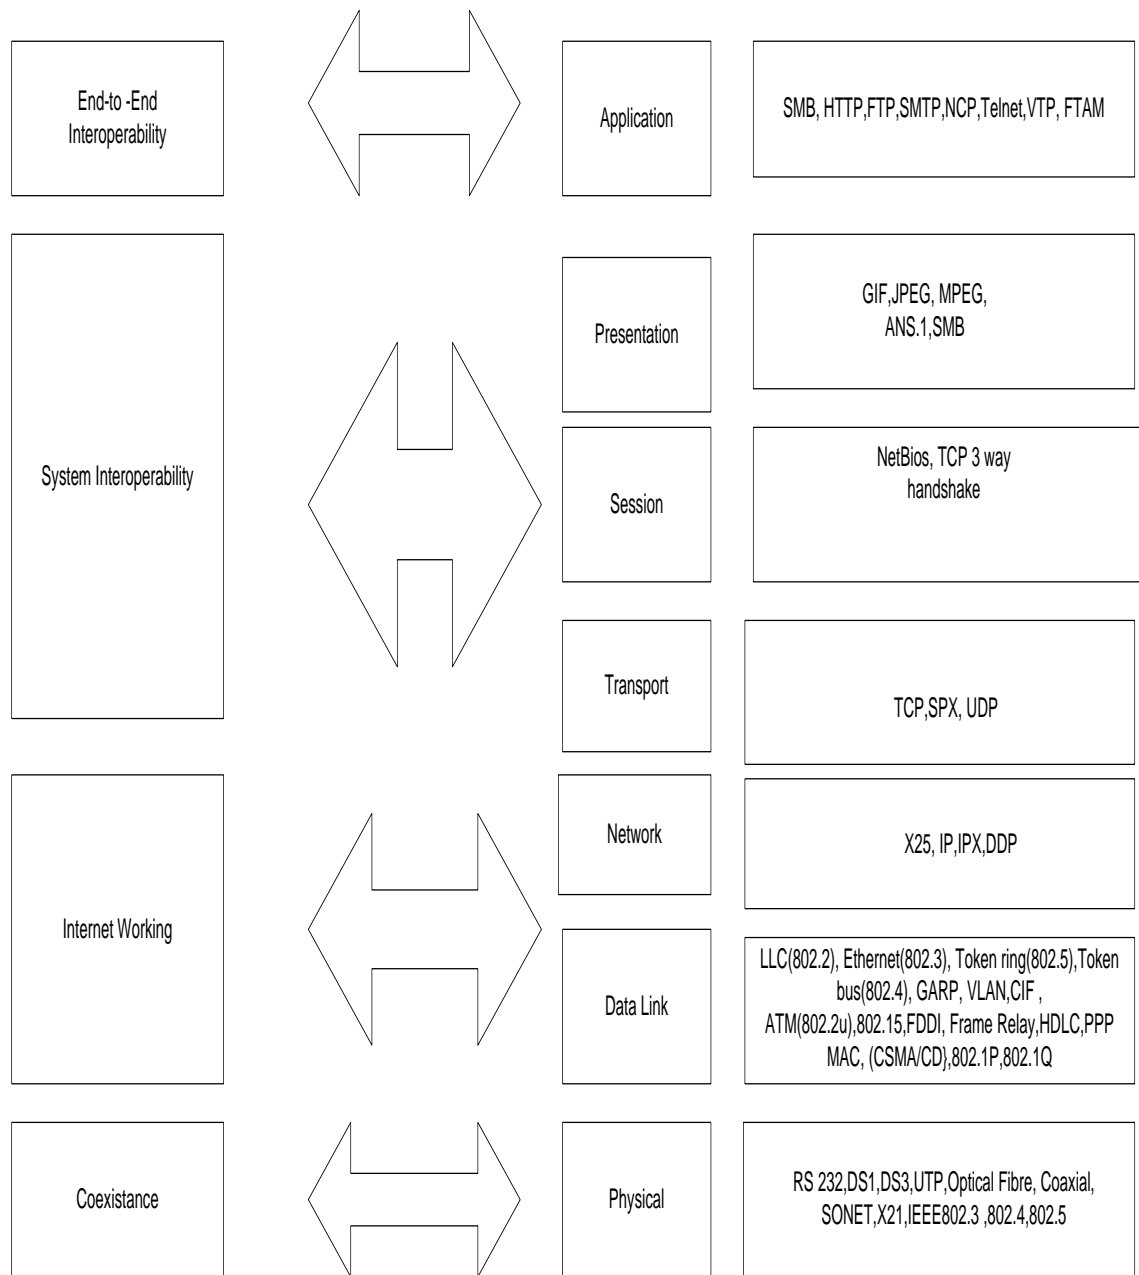 End-to -End
Interoperability
Application
SMB, HTTP,FTP,SMTP,NCP,Telnet,VTP, FTAM
System Interoperability
Presentation
GIF,JPEG, MPEG,
ANS.1,SMB
Session
NetBios, TCP 3 way
handshake
Transport
TCP,SPX, UDP
Internet Working
Network
X25, IP,IPX,DDP
Data Link
LLC(802.2), Ethernet(802.3), Token ring(802.5),Token
bus(802.4), GARP, VLAN,CIF ,
ATM(802.2u),802.15,FDDI, Frame Relay,HDLC,PPP
MAC, (CSMA/CD},802.1P,802.1Q
Coexistance
Physical
RS 232,DS1,DS3,UTP,Optical Fibre, Coaxial,
SONET,X21,IEEE802.3 ,802.4,802.5